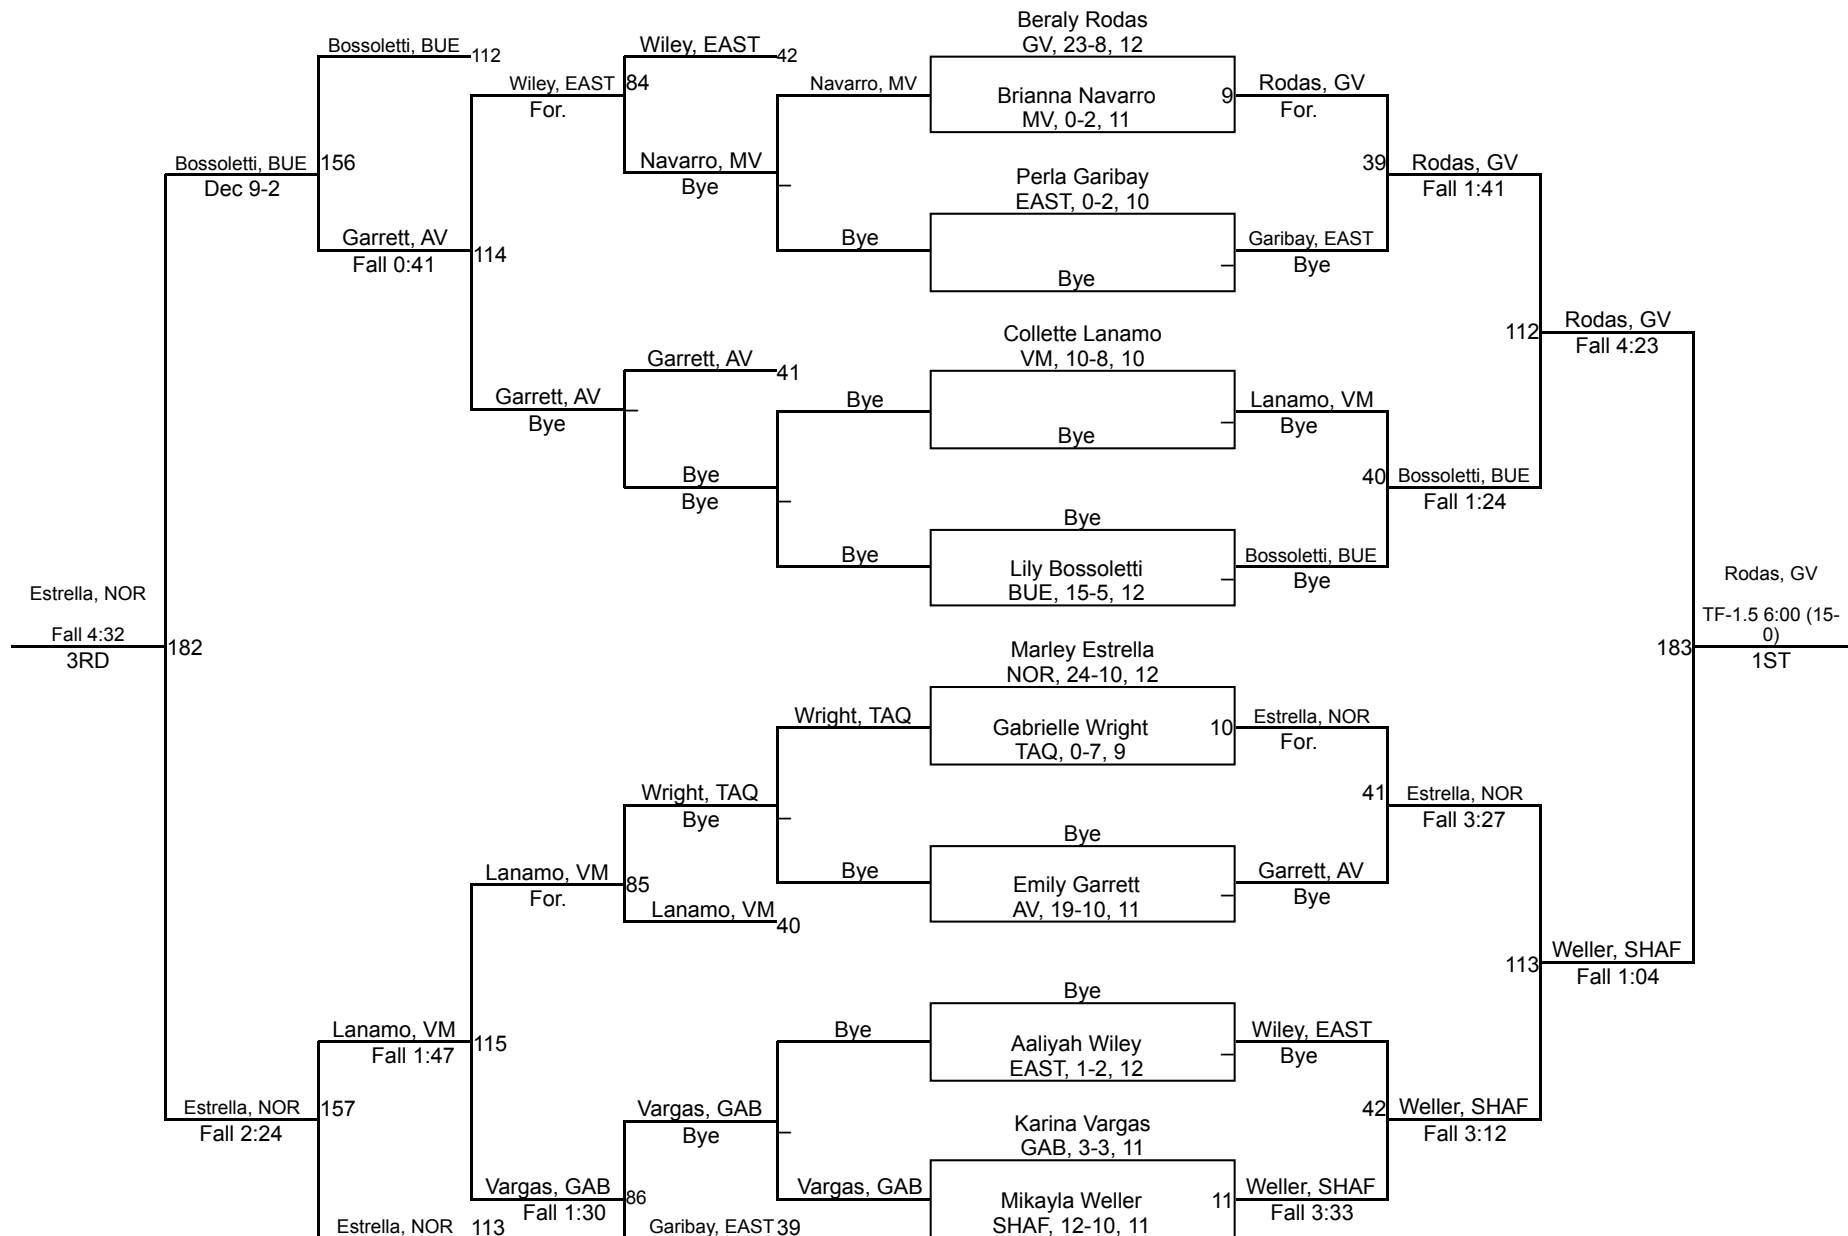 Beraly Rodas
GV, 23-8, 12
Bossoletti, BUE
112
Wiley, EAST
42
Wiley, EAST
84
For.
Navarro, MV
Brianna Navarro
MV, 0-2, 11
9
Rodas, GV
For.
Bossoletti, BUE
156
Dec 9-2
Navarro, MV
Bye
Perla Garibay
EAST, 0-2, 10
39
Rodas, GV
Fall 1:41
Garrett, AV
114
Fall 0:41
Bye
Bye
Garibay, EAST
Bye
Collette Lanamo
VM, 10-8, 10
112
Rodas, GV
Fall 4:23
Garrett, AV
41
Garrett, AV
Bye
Bye
Bye
Lanamo, VM
Bye
Bye
Bye
40
Bossoletti, BUE
Fall 1:24
Bye
Bye
Lily Bossoletti
BUE, 15-5, 12
Bossoletti, BUE
Bye
Estrella, NOR
Fall 4:32
3RD
182
Rodas, GV
TF-1.5 6:00 (15-
0)
1ST
183
Marley Estrella
NOR, 24-10, 12
Wright, TAQ
Gabrielle Wright
TAQ, 0-7, 9
10
Estrella, NOR
For.
Wright, TAQ
Bye
41
Estrella, NOR
Fall 3:27
Bye
Lanamo, VM
85
For.
Bye
Emily Garrett
AV, 19-10, 11
Garrett, AV
Bye
Lanamo, VM
40
113
Weller, SHAF
Fall 1:04
Bye
Lanamo, VM
115
Fall 1:47
Bye
Aaliyah Wiley
EAST, 1-2, 12
Wiley, EAST
Bye
Estrella, NOR
157
Fall 2:24
Vargas, GAB
Bye
Karina Vargas
GAB, 3-3, 11
42
Weller, SHAF
Fall 3:12
Vargas, GAB
86
Fall 1:30
Vargas, GAB
Mikayla Weller
SHAF, 12-10, 11
11
Weller, SHAF
Fall 3:33
Estrella, NOR
113
Garibay, EAST
39